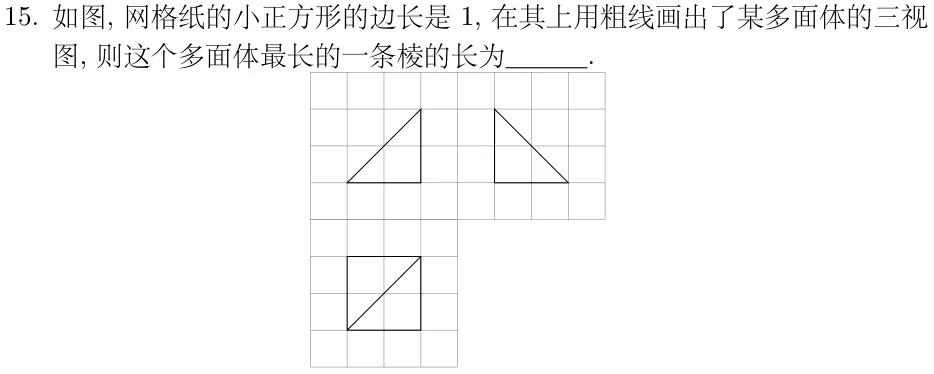 15. 如图, 网格纸的小正方形的边长是 1, 在其上用粗线画出了某多面体的三视
图, 则这个多面体最长的一条棱的长为______.